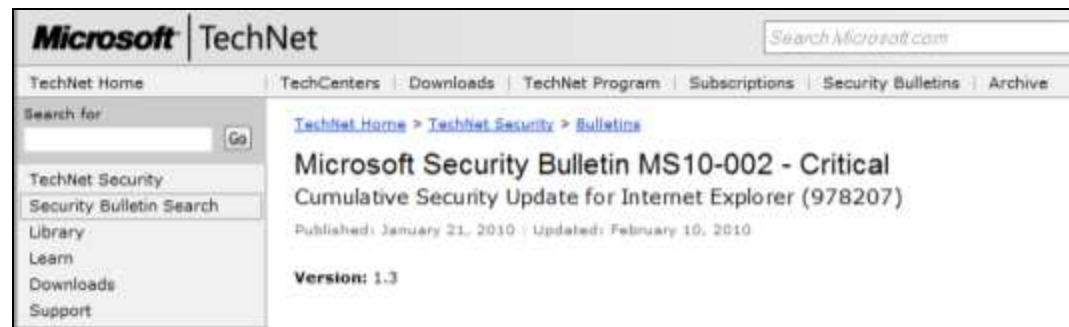 Microsoft TechNet
Search Microsoft.com
TechNet Home
TechCenters | Downloads | TechNet Program | Subscriptions | Security Bulletins | Archive
Search for
Go
TechNet Security
Security Bulletin Search
Library
Learn
Downloads
Support
TechNet Home > TechNet Security > Bulletins
Microsoft Security Bulletin MS10-002 - Critical
Cumulative Security Update for Internet Explorer (978207)
Published: January 21, 2010 | Updated: February 10, 2010
Version: 1.3